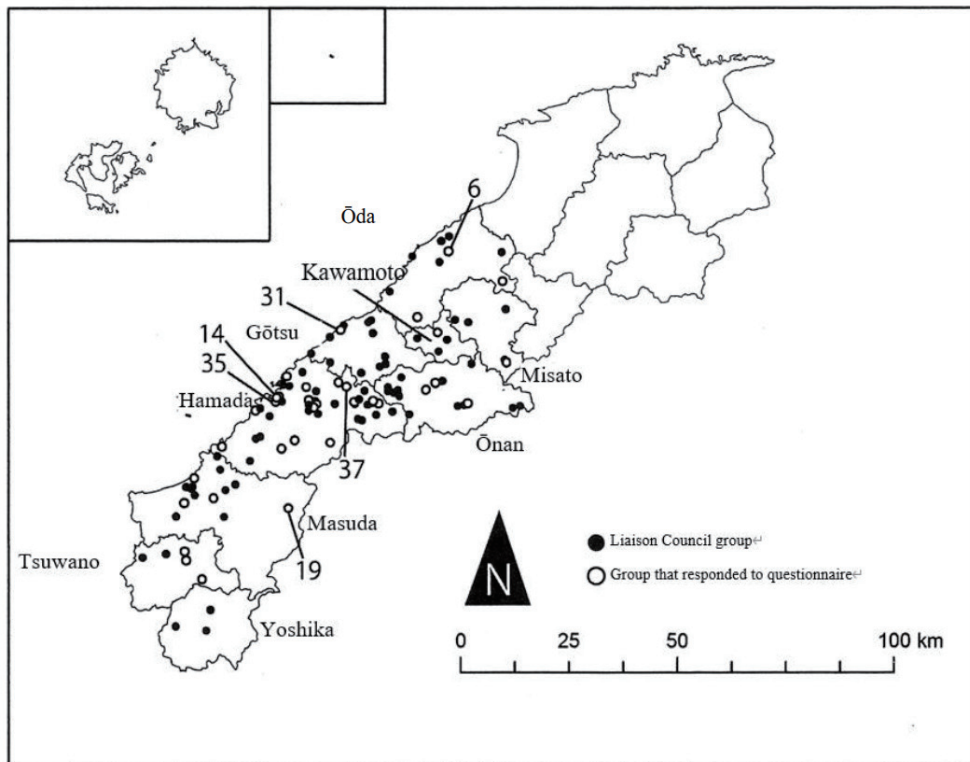 6
Ōda
Kawamoto
31
Gōtsu
14
35
Hamada
Misato
Ōnan
37
Masuda
19
Tsuwano
Yoshika
N
Liaison Council group↵
Group that responded to questionnaire↵
0 25 50 100 km